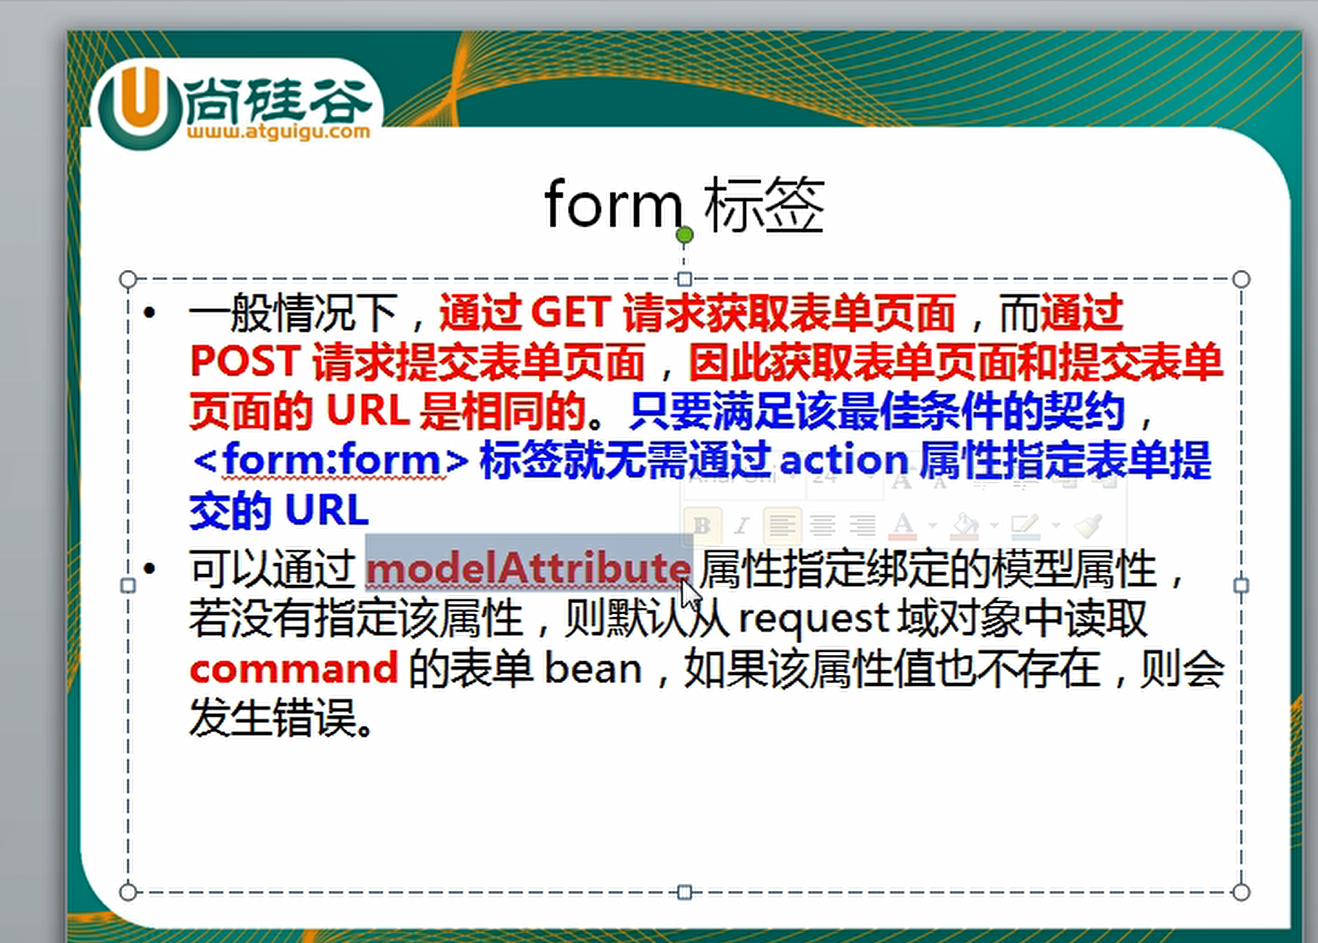 尚硅谷
www.atguigu.com
form 标签
• 一般情况下，通过 GET 请求获取表单页面，而通过
POST 请求提交表单页面，因此获取表单页面和提交表单
页面的 URL 是相同的。只要满足该最佳条件的契约，
<form:form> 标签就无需通过 action 属性指定表单提
交的 URL
• 可以通过 modelAttribute 属性指定绑定的模型属性，
若没有指定该属性，则默认从 request 域对象中读取
command 的表单 bean，如果该属性值也不存在，则会
发生错误。